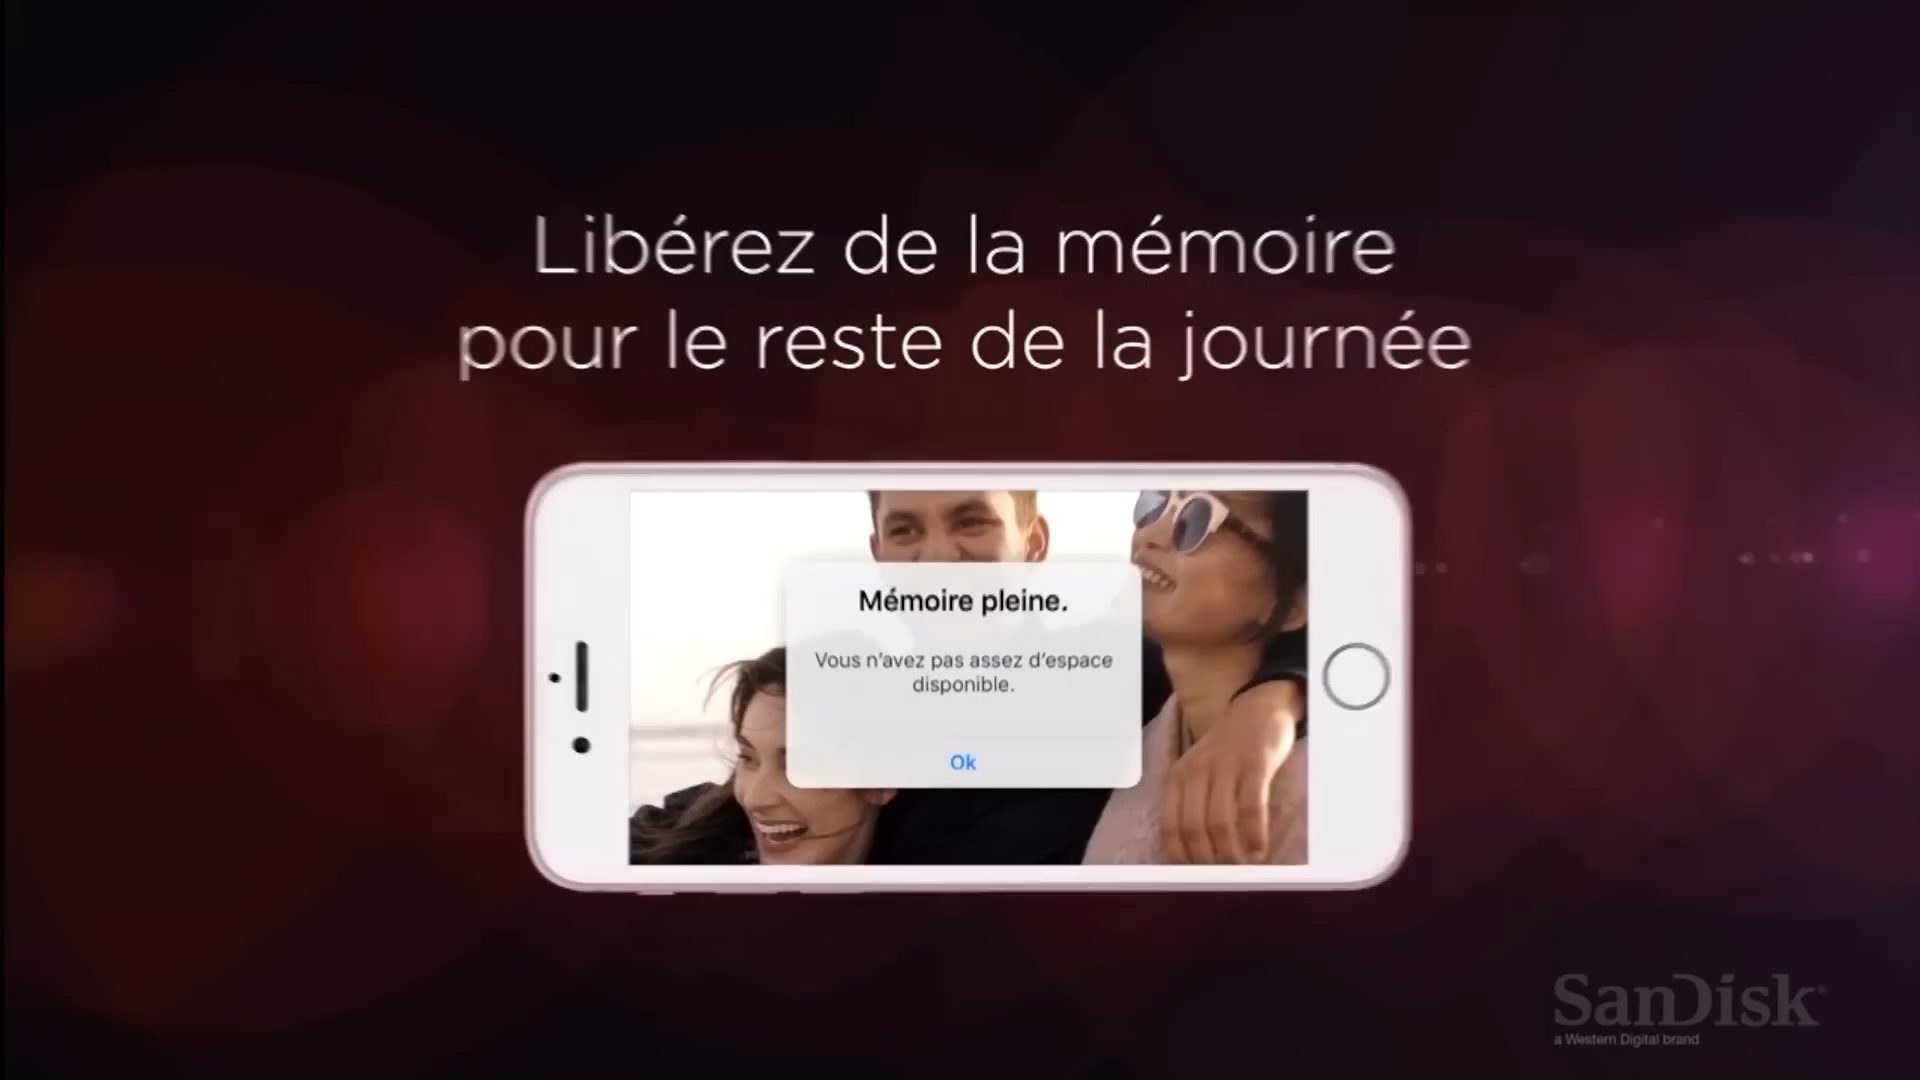 Libérez de la mémoire
pour le reste de la journée
Mémoire pleine.
Vous n'avez pas assez d'espace
disponible.
Ok
SanDisk®
a Western Digital brand